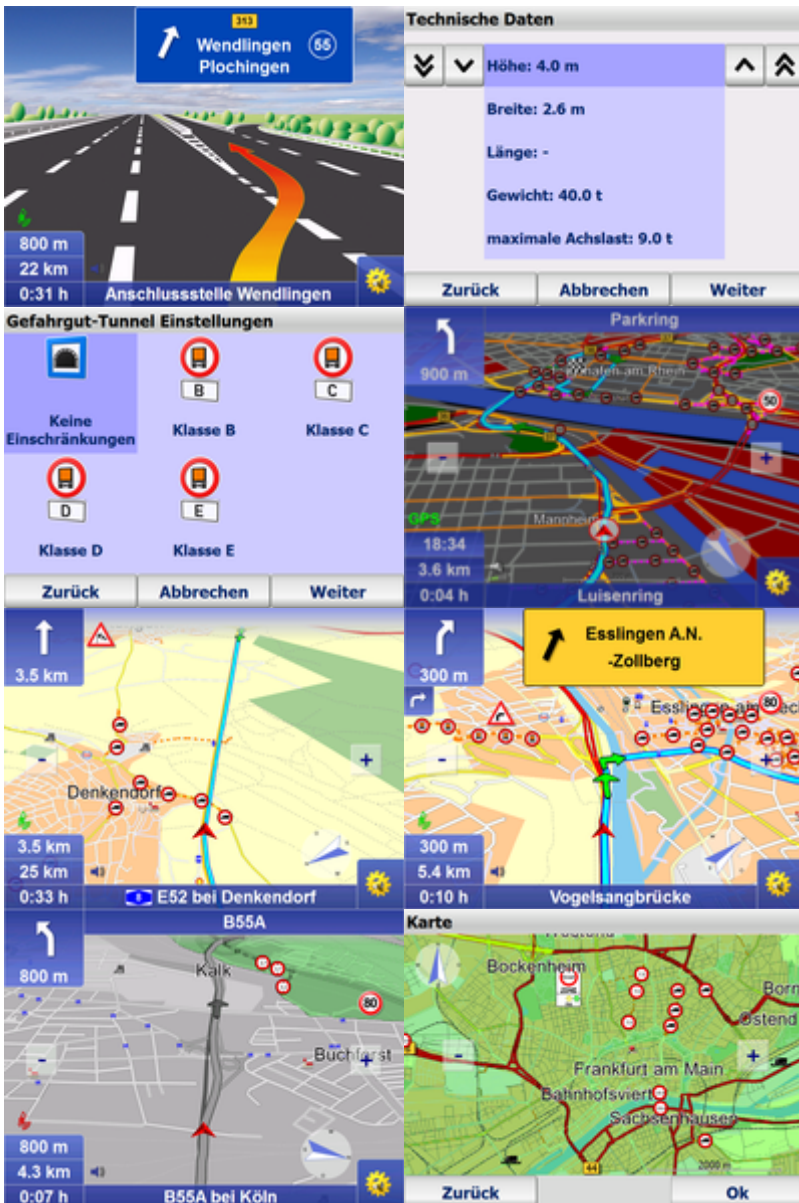 313
Wendlingen 55
Plochingen
800 m
22 km
0:31 h Anschlussstelle Wendlingen
Technische Daten
Höhe: 4.0 m
Breite: 2.6 m
Länge: -
Gewicht: 40.0 t
maximale Achslast: 9.0 t
Zurück Abbrechen Weiter
Gefahrgut-Tunnel Einstellungen
B C
Keine
Einschränkungen
Klasse B Klasse C
D E
Klasse D Klasse E
Zurück Abbrechen Weiter
Parkring
900 m
50
- +
GPS
Mannheim
18:34
3.6 km
0:04 h Luisenring
3.5 km
- +
Denkendorf
3.5 km
25 km
0:33 h E52 bei Denkendorf
Esslingen A.N.
-Zollberg
300 m
80
- +
300 m
5.4 km
0:10 h Vogelsangbrücke
B55A
800 m
Kalk
80
- +
Buchforst
800 m
4.3 km
0:07 h B55A bei Köln
Karte
Bockenheim
Born
Ostend
- +
Frankfurt am Main
Bahnhofsviert
Sachsenhausen
44
2000 m
Zurück Ok